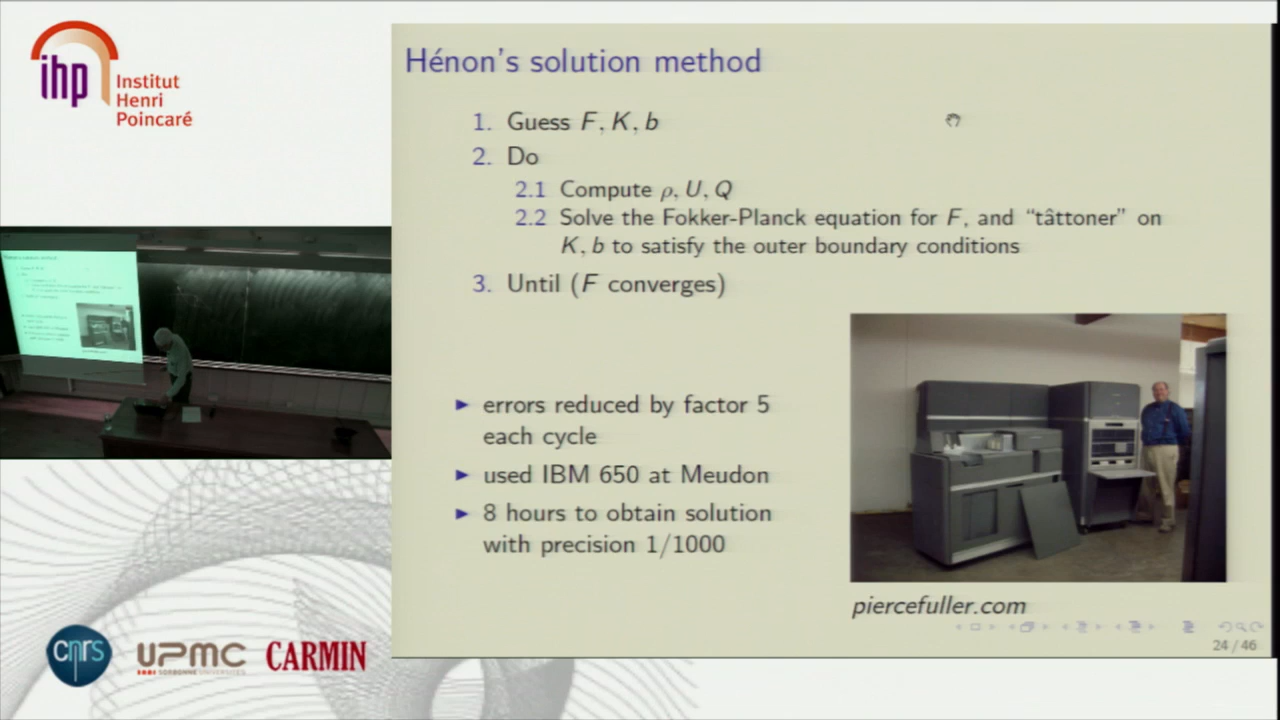 ihp
Institut
Henri
Poincaré
Hénon's solution method
1. Guess F, K, b
2. Do
2.1 Compute ρ, U, Q
2.2 Solve the Fokker-Planck equation for F, and “tâttoner” on
K, b to satisfy the outer boundary conditions
3. Until (F converges)
► errors reduced by factor 5
each cycle
► used IBM 650 at Meudon
► 8 hours to obtain solution
with precision 1/1000
piercefuller.com
24 / 46
cnrs
UPMC
SORBONNE UNIVERSITÉS
CARMIN